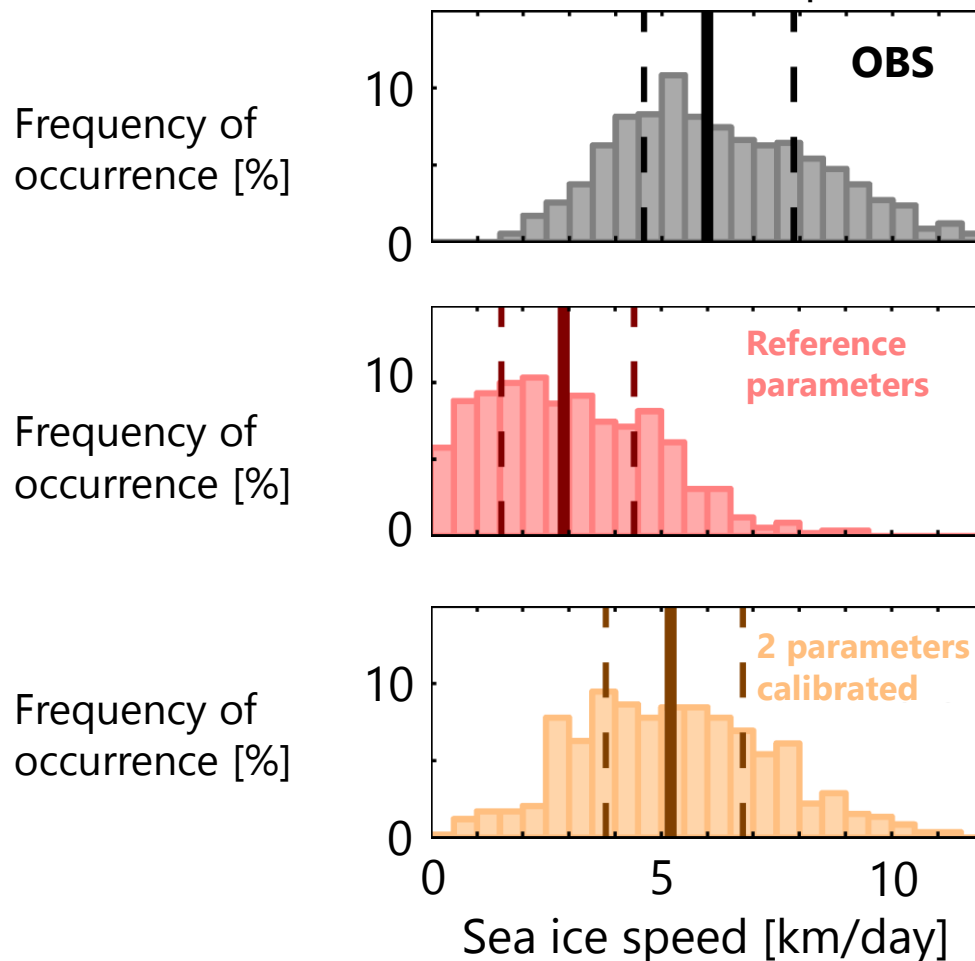 OBS
10
Frequency of
occurrence [%]
0
Reference
parameters
10
Frequency of
occurrence [%]
0
2 parameters
calibrated
10
Frequency of
occurrence [%]
0
0 5 10
Sea ice speed [km/day]